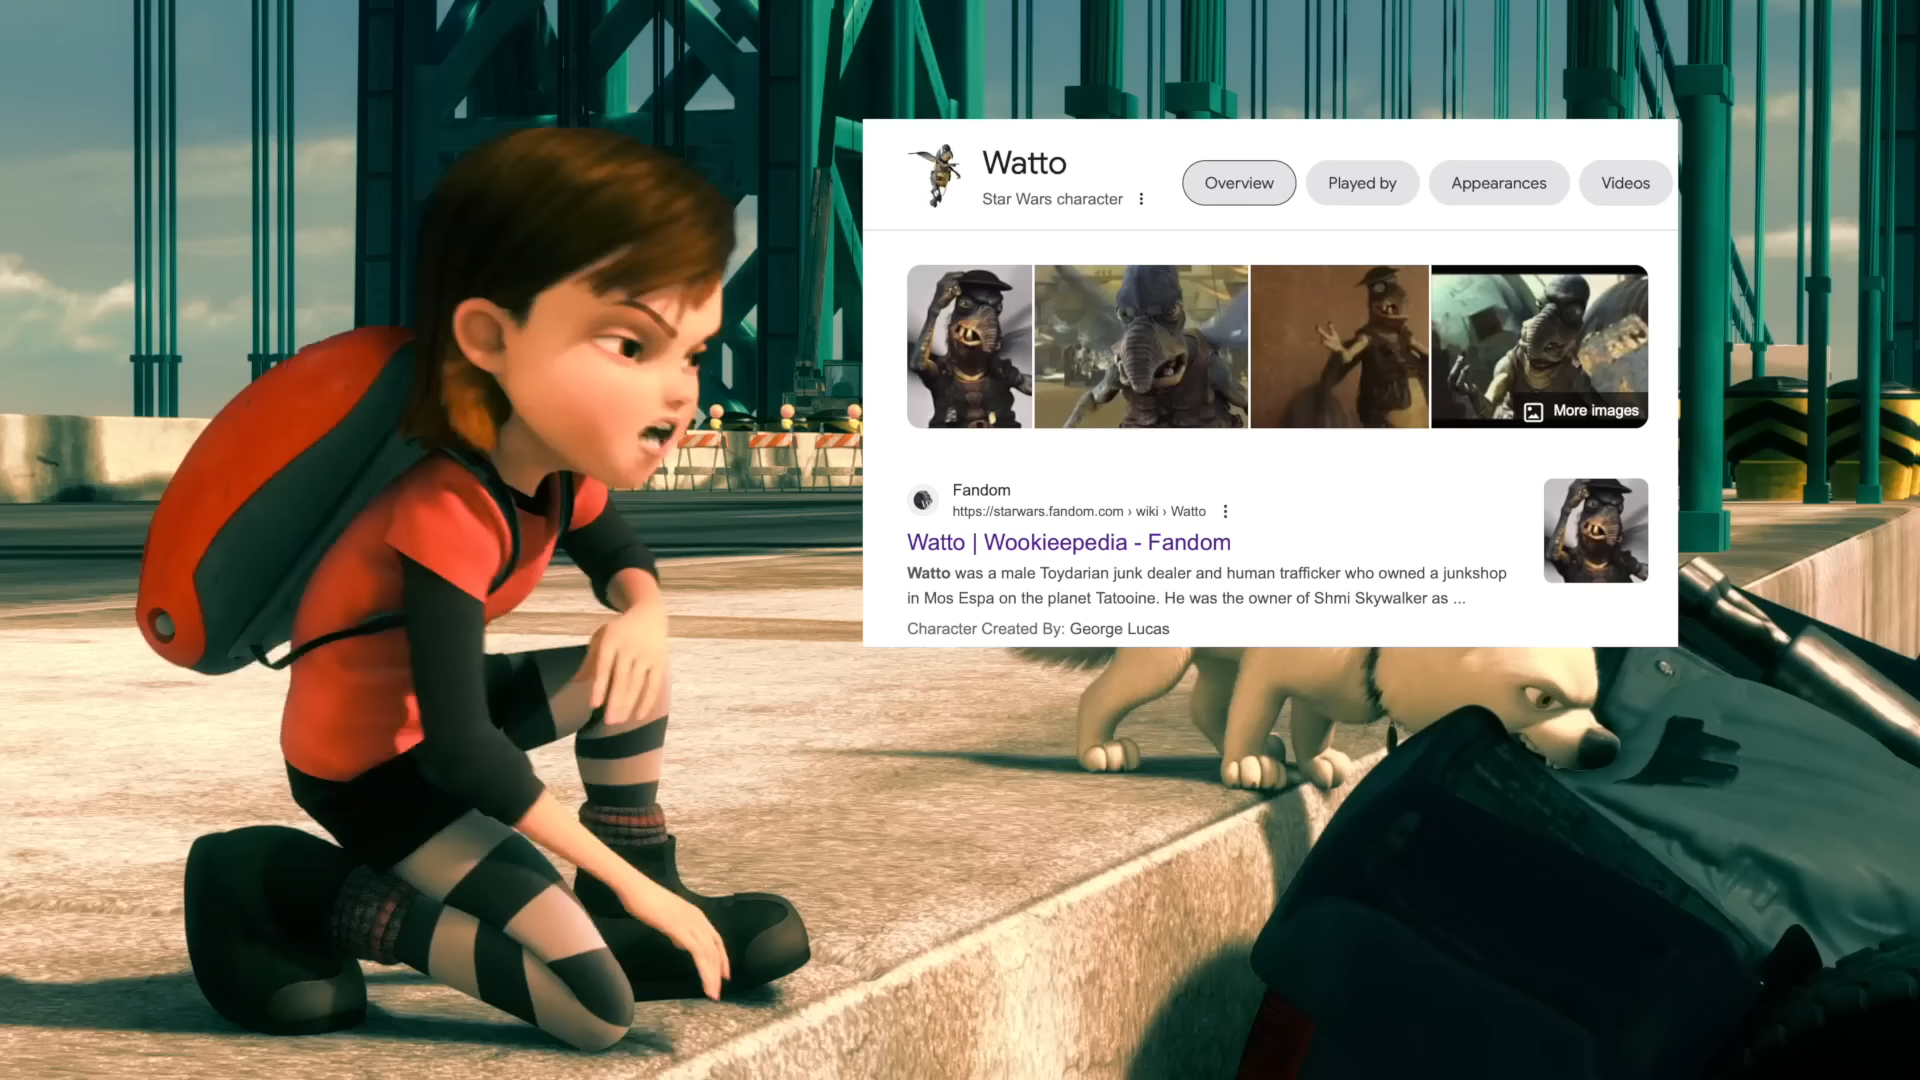 Watto
Star Wars character
Overview
Played by
Appearances
Videos
More images
Fandom
https://starwars.fandom.com › wiki › Watto
Watto | Wookieepedia - Fandom
Watto was a male Toydarian junk dealer and human trafficker who owned a junkshop
in Mos Espa on the planet Tatooine. He was the owner of Shmi Skywalker as ...
Character Created By: George Lucas